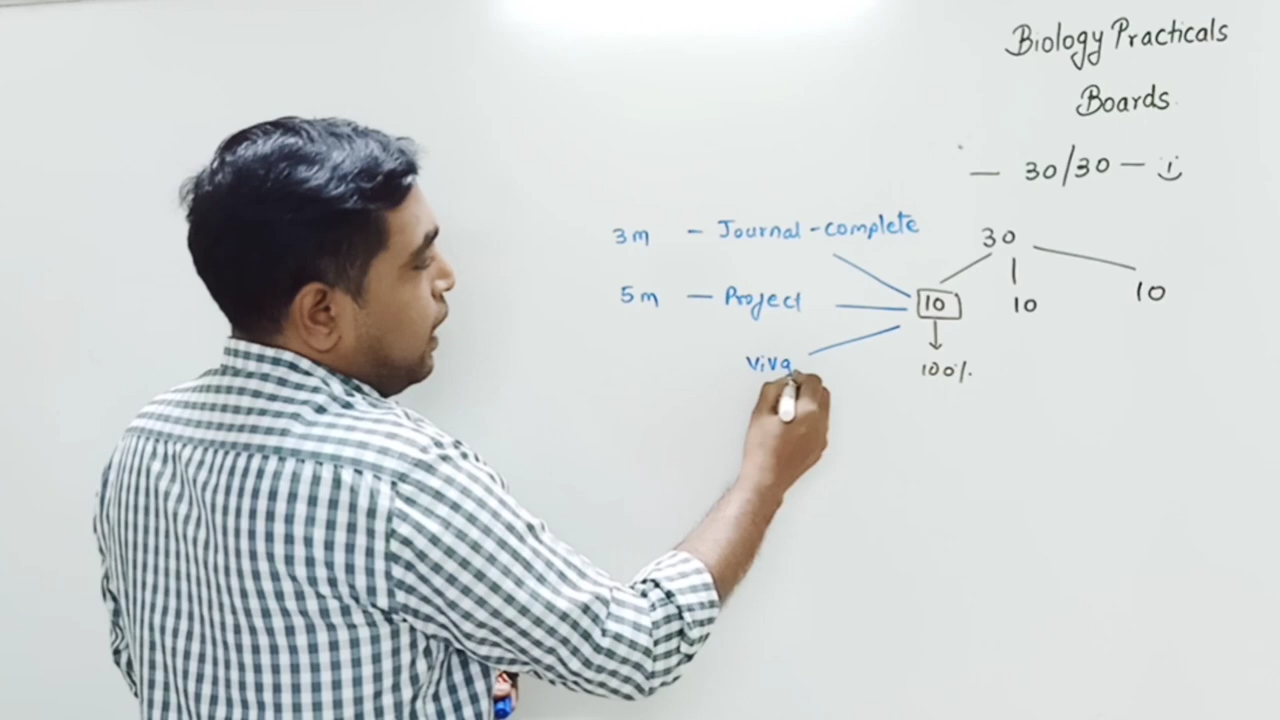 Biology Practicals
Boards
— 30/30 —
3m - Journal-complete
30
5m — Project
10
10
10
Viva
100%.